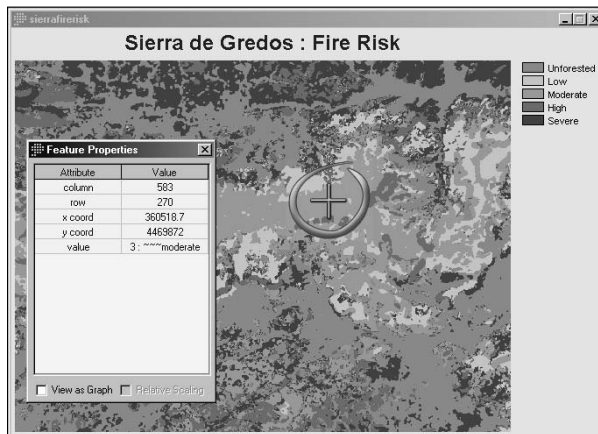 sierrafirerisk
Sierra de Gredos : Fire Risk
Unforested
Low
Moderate
High
Severe
Feature Properties
Attribute Value
column 583
row 270
x coord 360518.7
y coord 4469872
value 3 : ~~~moderate
View as Graph Relative Scaling